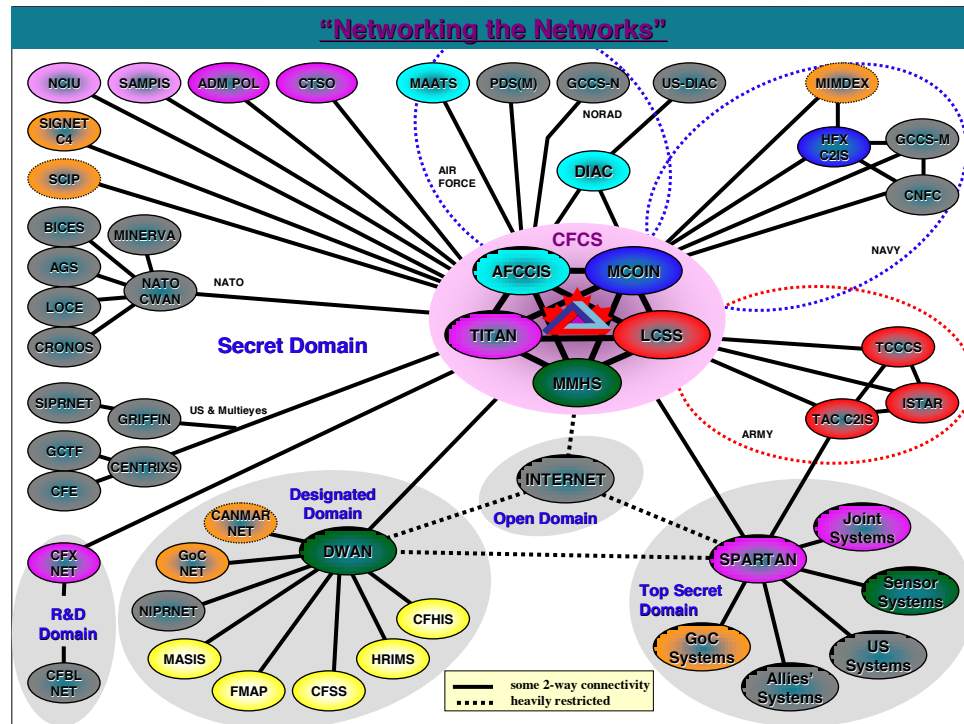 “Networking the Networks”
NCIU
SAMPIS
ADM POL
CTSO
MAATS
PDS(M)
GCCS-N
US-DIAC
MIMDEX
SIGNET
C4
NORAD
HFX
C2IS
GCCS-M
SCIP
AIR
FORCE
DIAC
CNFC
BICES
MINERVA
CFCS
NAVY
AGS
NATO
CWAN
NATO
AFCCIS
MCOIN
LOCE
CRONOS
Secret Domain
TITAN
LCSS
TCCCS
MMHS
SIPRNET
GRIFFIN
US & Multieyes
ISTAR
TAC C2IS
ARMY
GCTF
CENTRIXS
CFE
INTERNET
Open Domain
Designated
Domain
CANMAR
NET
DWAN
GoC
NET
NIPRNET
MASIS
FMAP
CFSS
HRIMS
CFHIS
CFX
NET
R&D
Domain
CFBL
NET
SPARTAN
Top Secret
Domain
Joint
Systems
Sensor
Systems
US
Systems
Allies’
Systems
GoC
Systems
some 2-way connectivity
heavily restricted